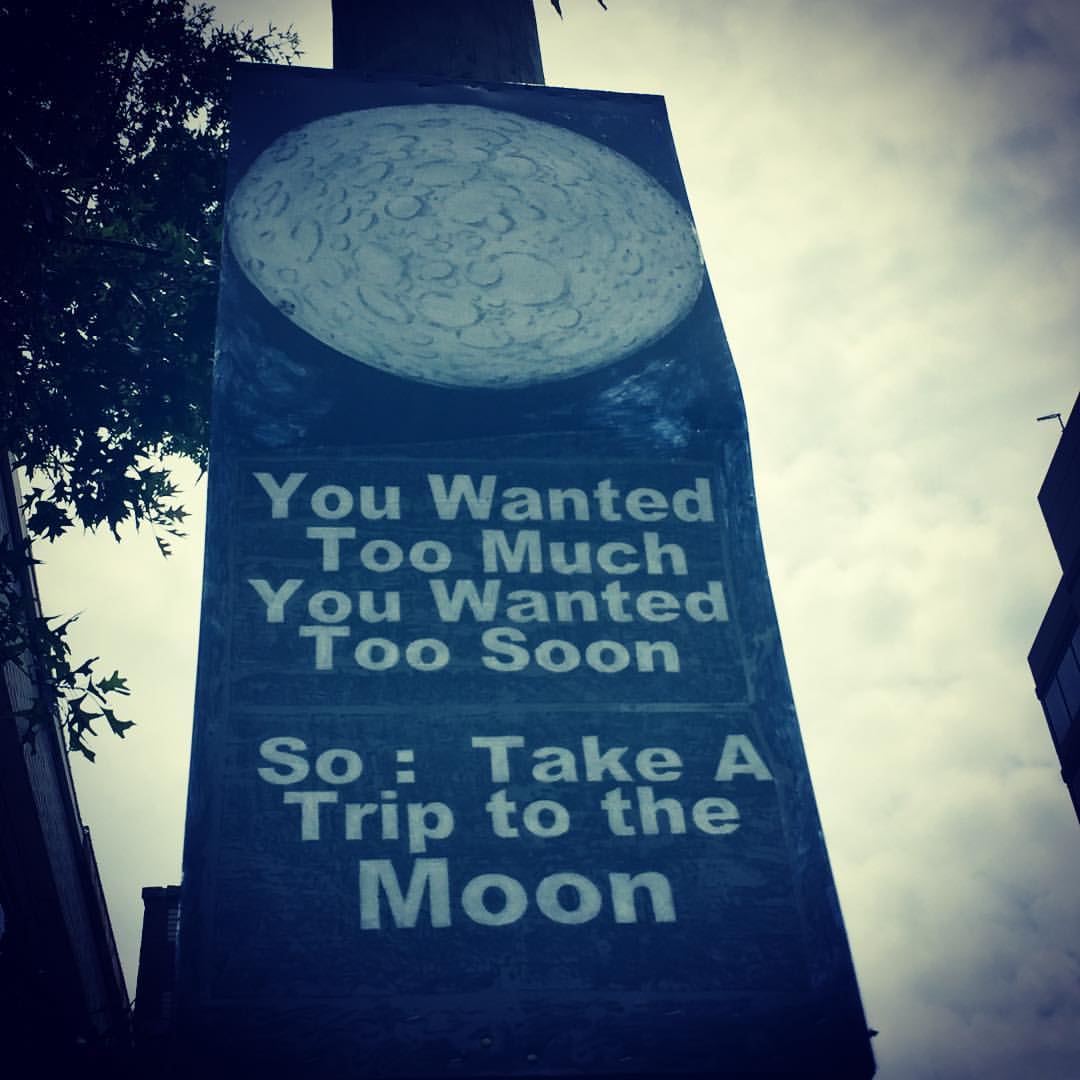 You Wanted
Too Much
You Wanted
Too Soon
So : Take A
Trip to the
Moon